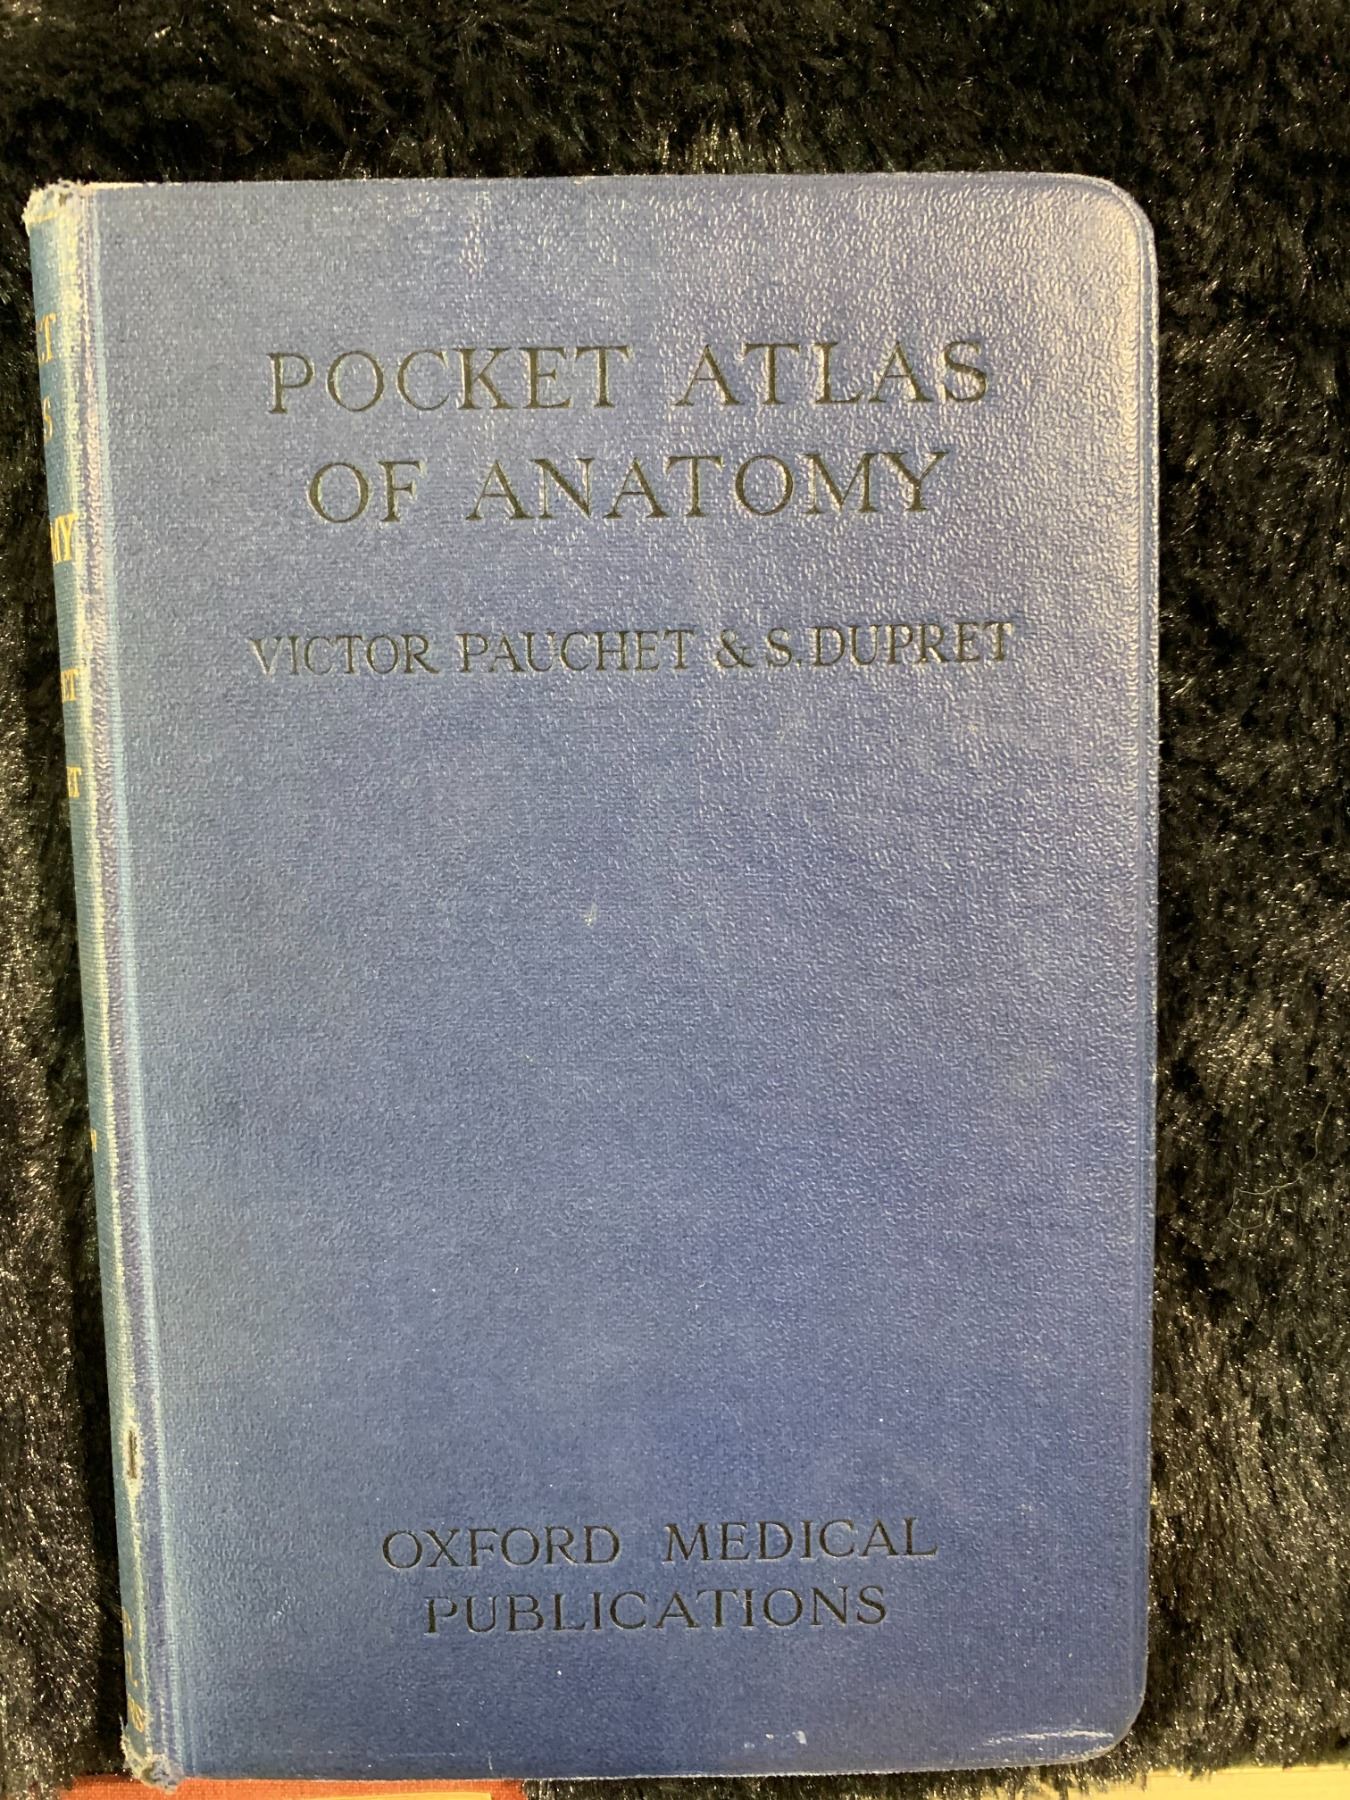 POCKET ATLAS
OF ANATOMY
VICTOR PAUCHET & S. DUPRET
OXFORD MEDICAL
PUBLICATIONS